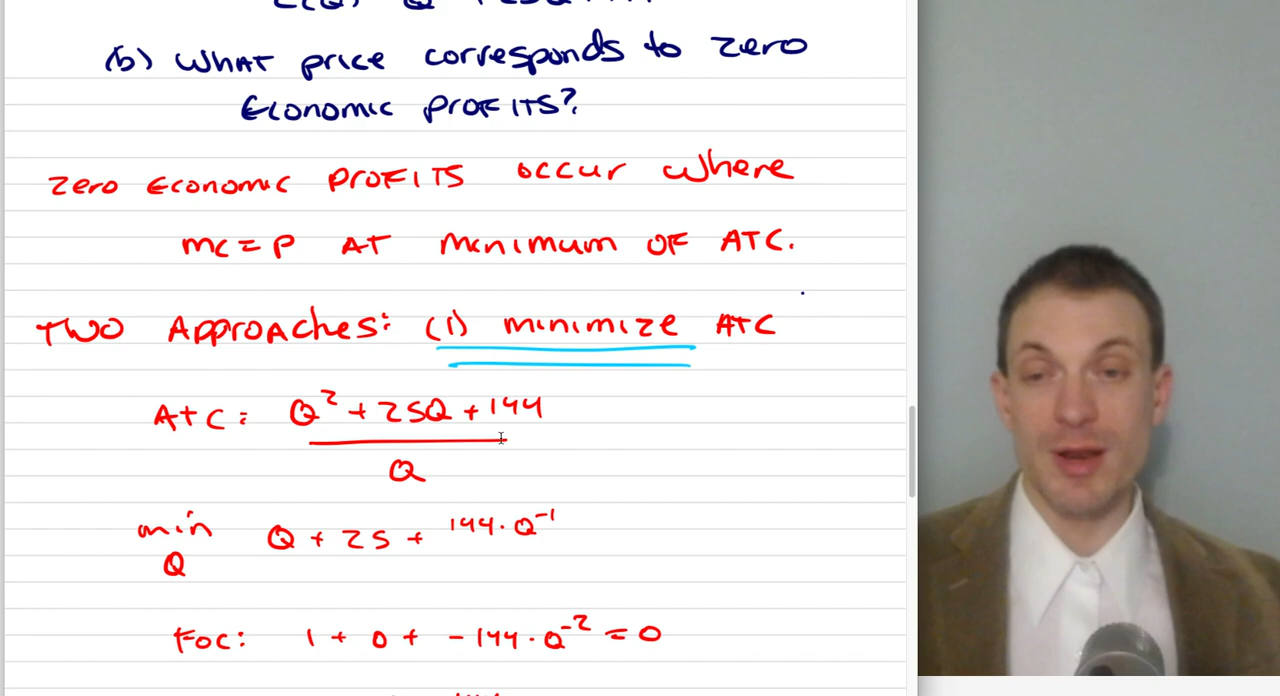 (b) WHAT price corresponds to zero
Economic PROFITS?
Zero Economic PROFITS occur where
MC = P AT MINIMUM OF ATC.
TWO Approaches: (1) minimize ATC
ATC = Q² + 25Q + 144
Q
min Q + 25 + 144 · Q⁻¹
Q
FOC: 1 + 0 + - 144 · Q⁻² = 0